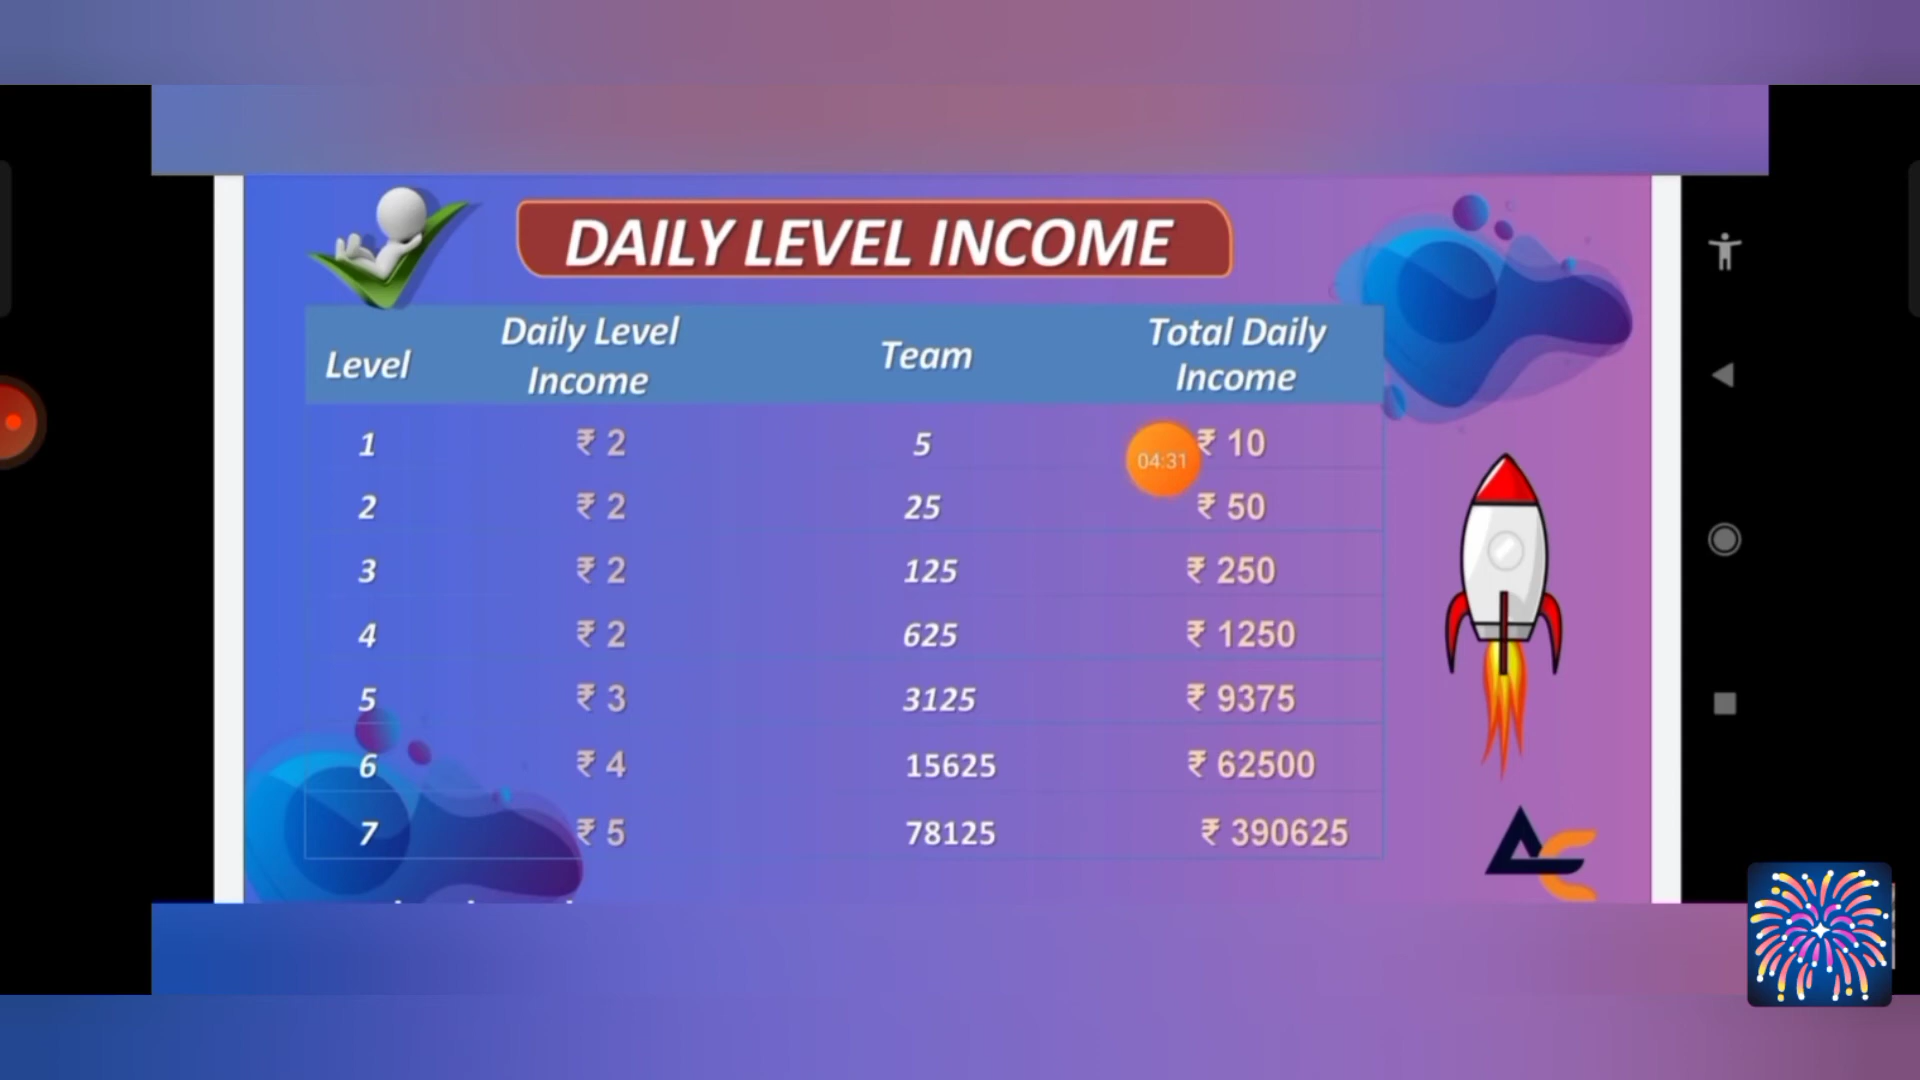 DAILY LEVEL INCOME
Level Daily Level Income Team Total Daily Income
1 ₹ 2 5 ₹ 10
04:31
2 ₹ 2 25 ₹ 50
3 ₹ 2 125 ₹ 250
4 ₹ 2 625 ₹ 1250
5 ₹ 3 3125 ₹ 9375
6 ₹ 4 15625 ₹ 62500
7 ₹ 5 78125 ₹ 390625
AC